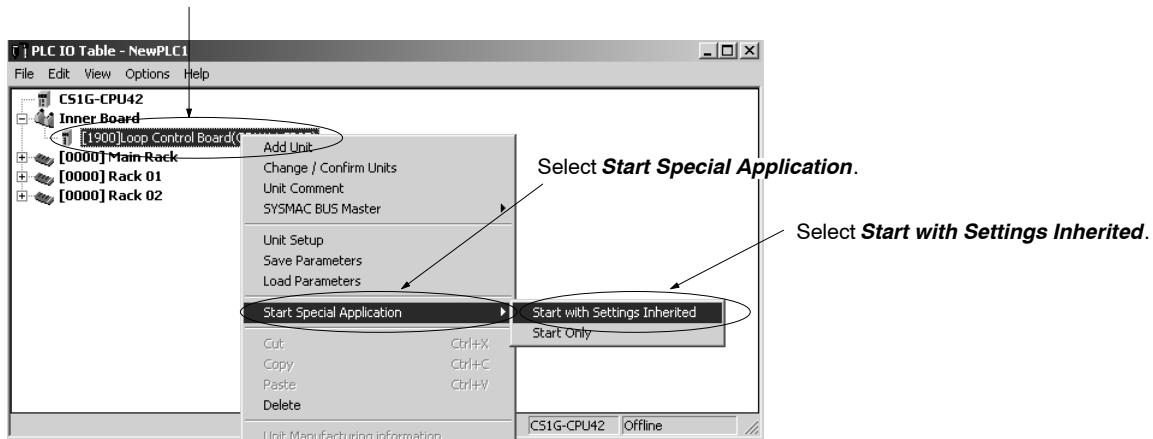 PLC IO Table - NewPLC1
File Edit View Options Help
CS1G-CPU42
Inner Board
[1900]Loop Control Board(
[0000] Main Rack
[0000] Rack 01
[0000] Rack 02
Add Unit
Change / Confirm Units
Unit Comment
SYSMAC BUS Master
Unit Setup
Save Parameters
Load Parameters
Start Special Application
Cut Ctrl+X
Copy Ctrl+C
Paste Ctrl+V
Delete
Unit Manufacturing information
Start with Settings Inherited
Start Only
Select Start Special Application.
Select Start with Settings Inherited.
CS1G-CPU42 Offline